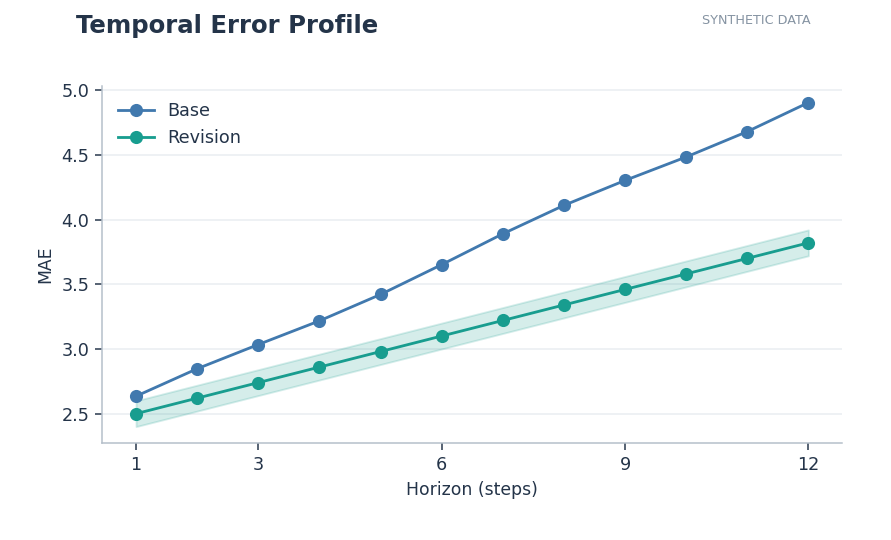 Temporal Error Profile
SYNTHETIC DATA
Base
Revision
5.0
4.5
4.0
3.5
3.0
2.5
MAE
1 3 6 9 12
Horizon (steps)